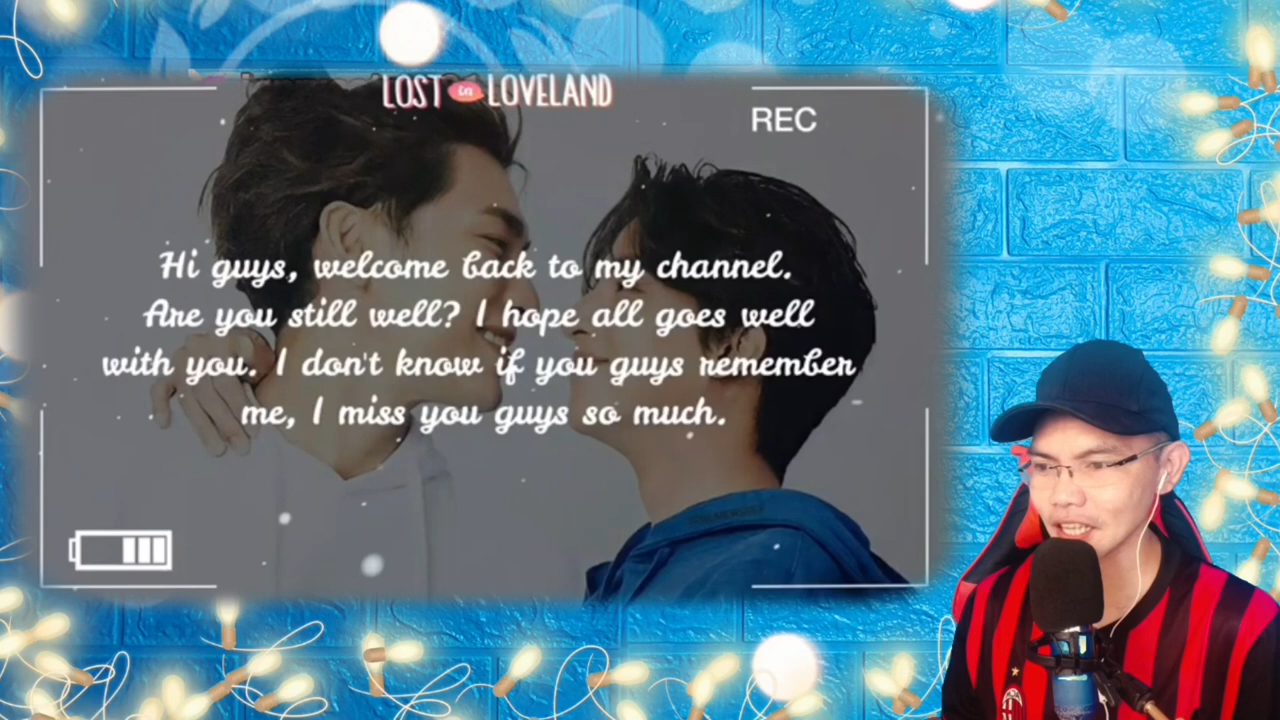 LOST in LOVELAND
REC
Hi guys, welcome back to my channel.
Are you still well? I hope all goes well
with you. I don't know if you guys remember
me, I miss you guys so much.